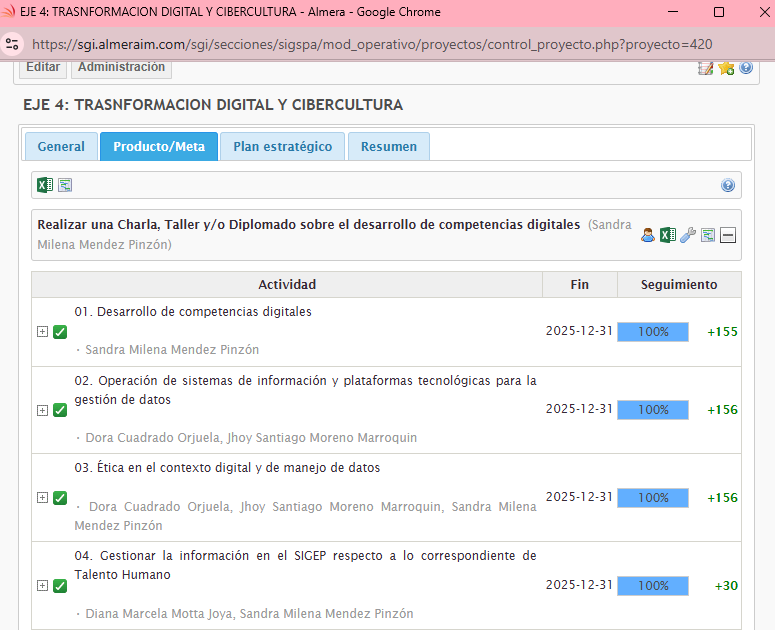 EJE 4: TRASNFORMACION DIGITAL Y CIBERCULTURA - Almera - Google Chrome
https://sgi.almeraim.com/sgi/secciones/sigspa/mod_operativo/proyectos/control_proyecto.php?proyecto=420
Editar Administración
EJE 4: TRASNFORMACION DIGITAL Y CIBERCULTURA
General Producto/Meta Plan estratégico Resumen
Realizar una Charla, Taller y/o Diplomado sobre el desarrollo de competencias digitales (Sandra
Milena Mendez Pinzón)
Actividad Fin Seguimiento
01. Desarrollo de competencias digitales
2025-12-31 100% +155
· Sandra Milena Mendez Pinzón
02. Operación de sistemas de información y plataformas tecnológicas para la
gestión de datos
2025-12-31 100% +156
· Dora Cuadrado Orjuela, Jhoy Santiago Moreno Marroquin
03. Ética en el contexto digital y de manejo de datos
2025-12-31 100% +156
· Dora Cuadrado Orjuela, Jhoy Santiago Moreno Marroquin, Sandra Milena
Mendez Pinzón
04. Gestionar la información en el SIGEP respecto a lo correspondiente de
Talento Humano
2025-12-31 100% +30
· Diana Marcela Motta Joya, Sandra Milena Mendez Pinzón